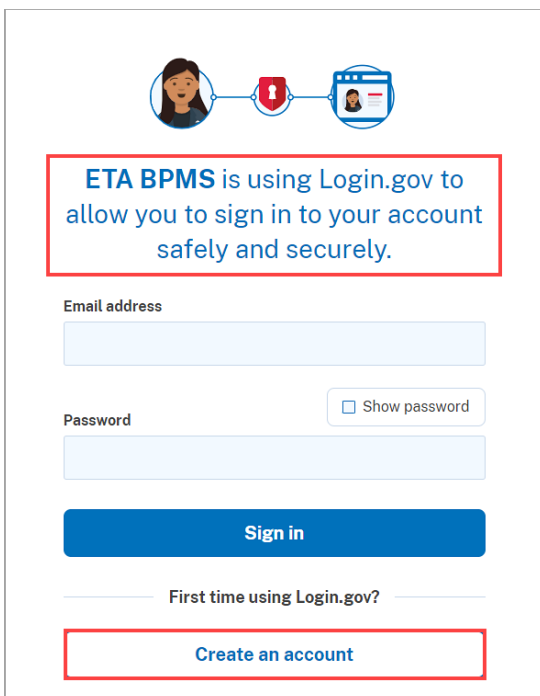 ETA BPMS is using Login.gov to
allow you to sign in to your account
safely and securely.
Email address
Show password
Password
Sign in
First time using Login.gov?
Create an account